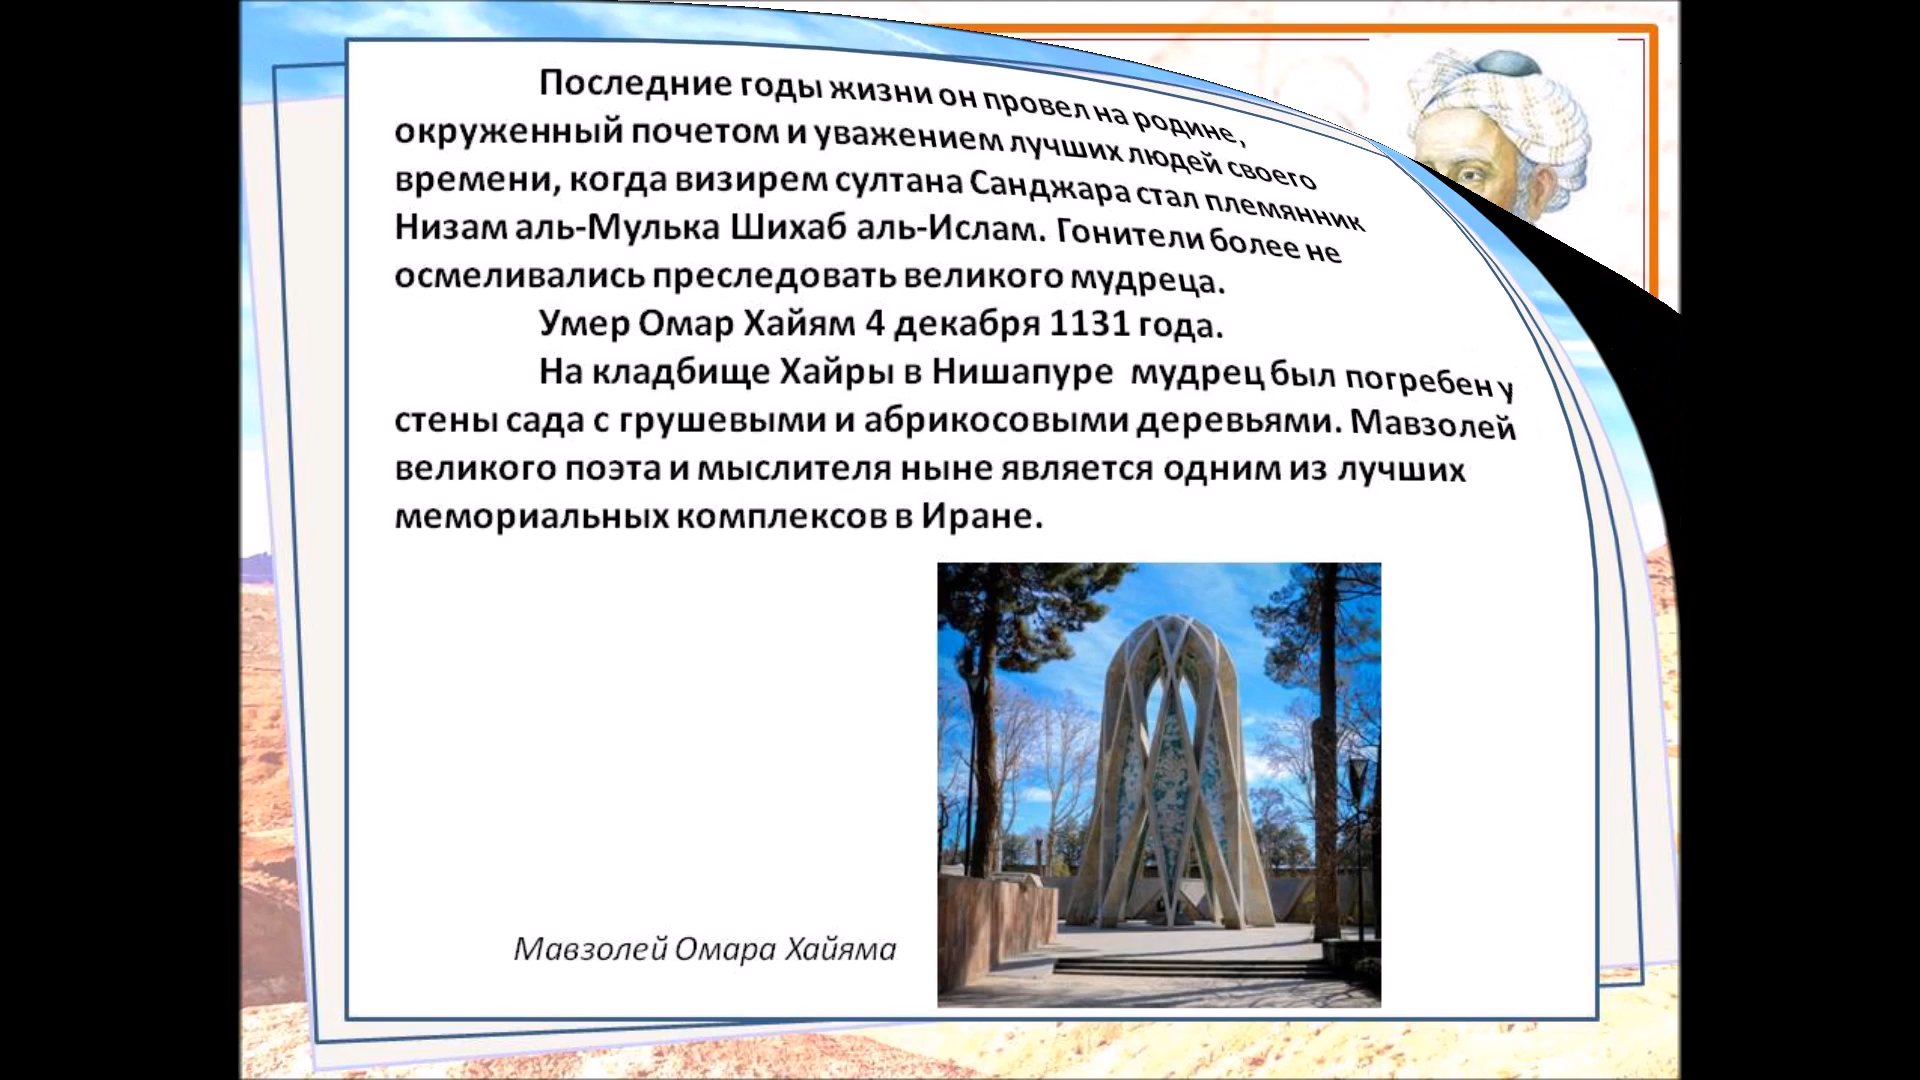 Последние годы жизни он провел на родине,
окруженный почетом и уважением лучших людей своего
времени, когда визирем султана Санджара стал племянник
Низам аль-Мулька Шихаб аль-Ислам. Гонители более не
осмеливались преследовать великого мудреца.
Умер Омар Хайям 4 декабря 1131 года.
На кладбище Хайры в Нишапуре мудрец был погребен у
стены сада с грушевыми и абрикосовыми деревьями. Мавзолей
великого поэта и мыслителя ныне является одним из лучших
мемориальных комплексов в Иране.
Мавзолей Омара Хайяма